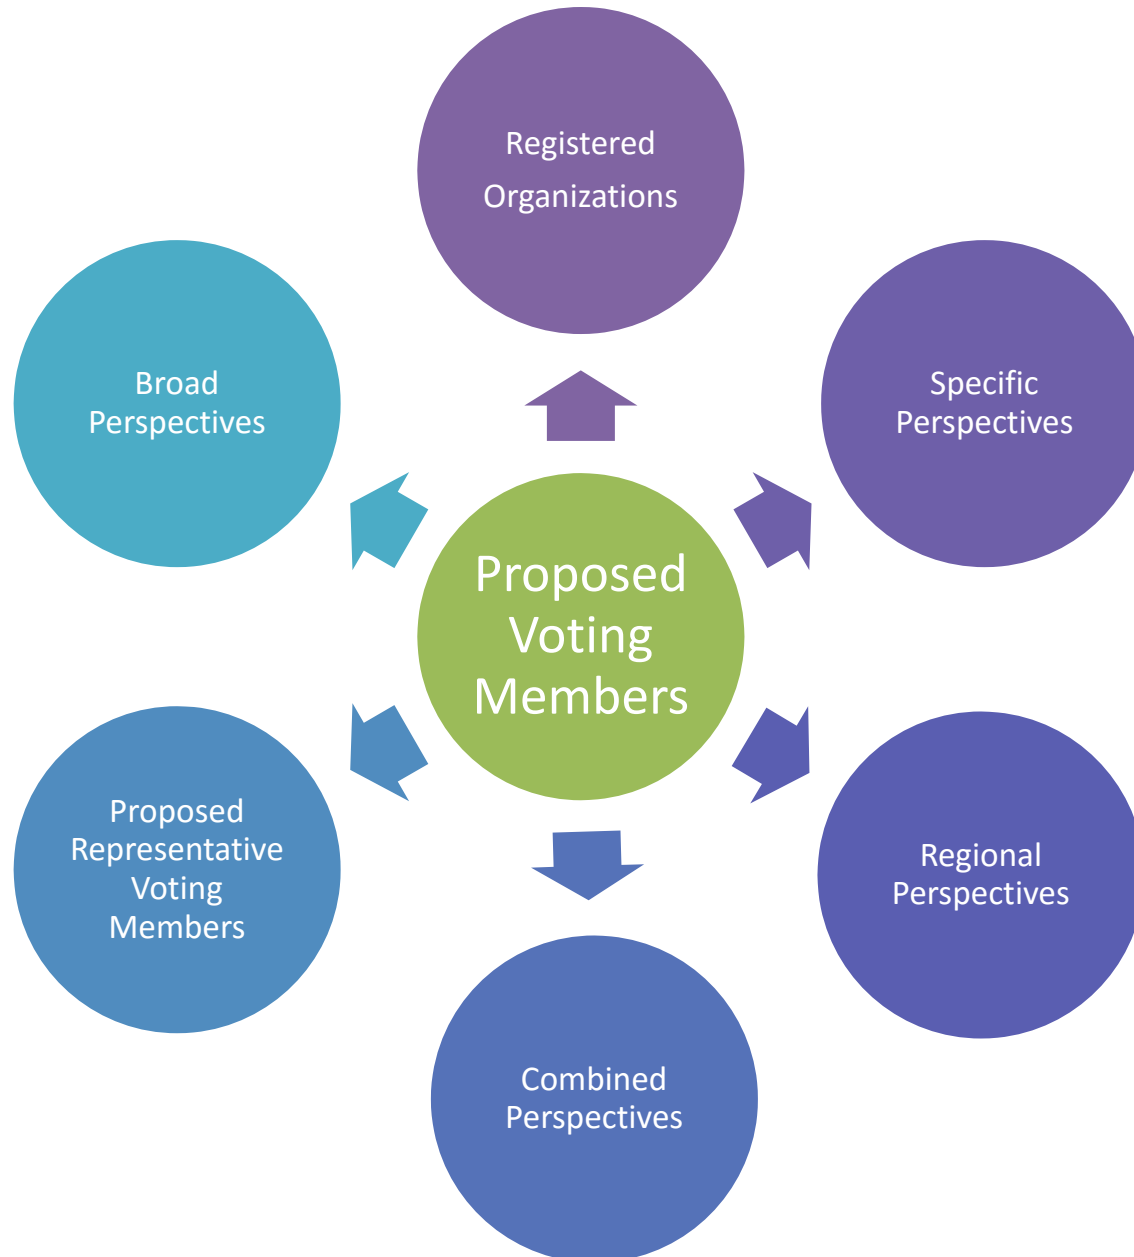 Registered
Organizations
Broad
Perspectives
Specific
Perspectives
Proposed
Voting
Members
Proposed
Representative
Voting
Members
Regional
Perspectives
Combined
Perspectives